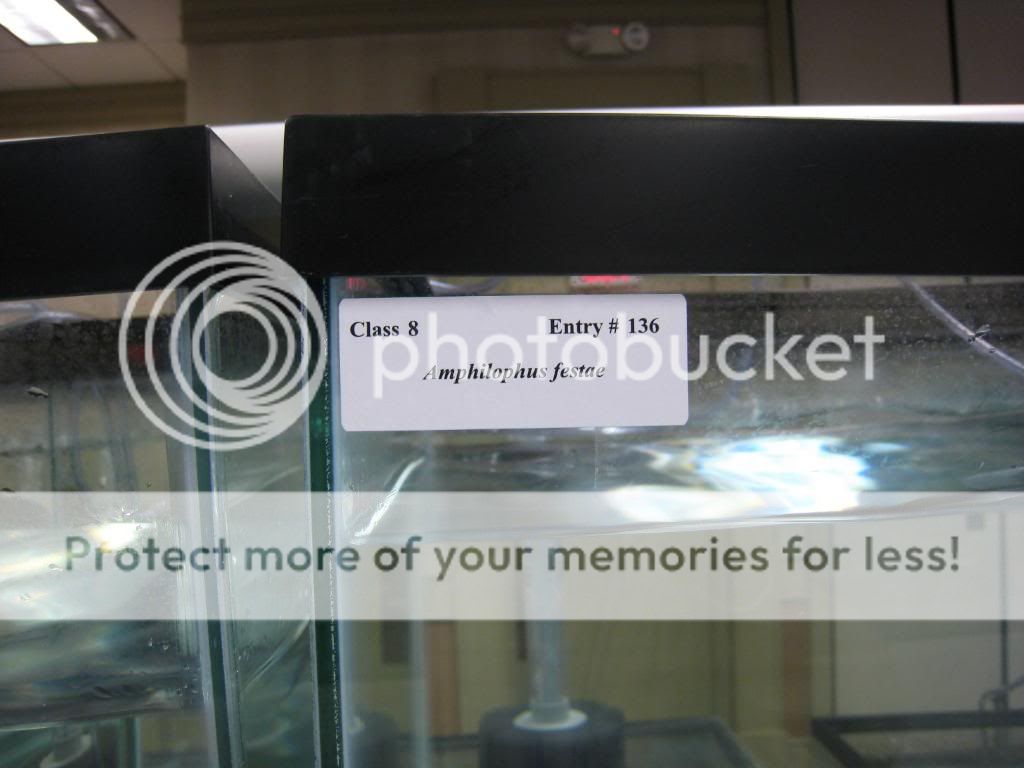 Class 8 Entry # 136
photobucket
Amphilophus festae
Protect more of your memories for less!